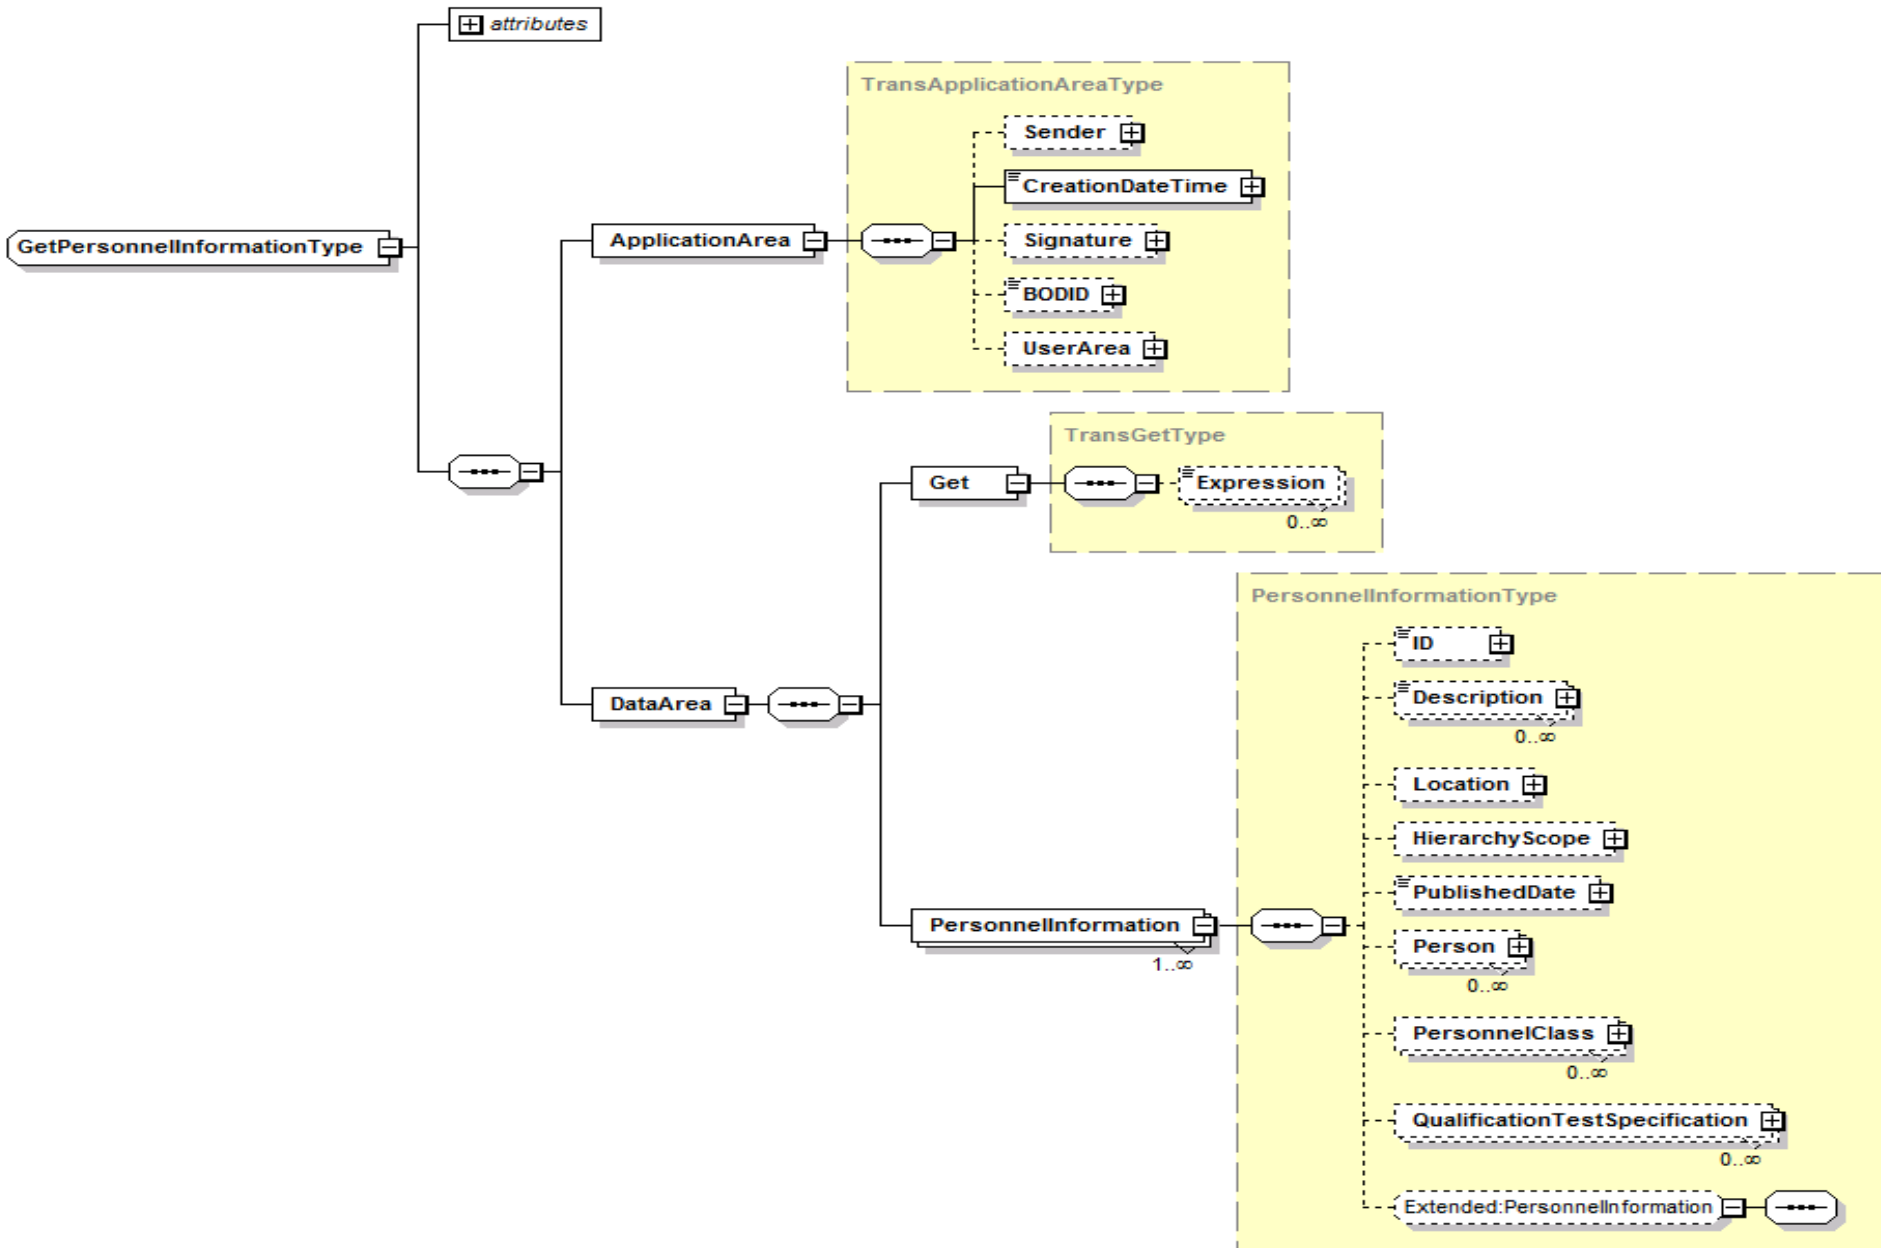 attributes
TransApplicationAreaType
Sender
CreationDateTime
GetPersonnelInformationType
ApplicationArea
Signature
BODID
UserArea
TransGetType
Get
Expression
0..∞
PersonnelInformationType
ID
Description
0..∞
DataArea
Location
HierarchyScope
PublishedDate
PersonnelInformation
1..∞
Person
0..∞
PersonnelClass
0..∞
QualificationTestSpecification
0..∞
Extended:PersonnelInformation